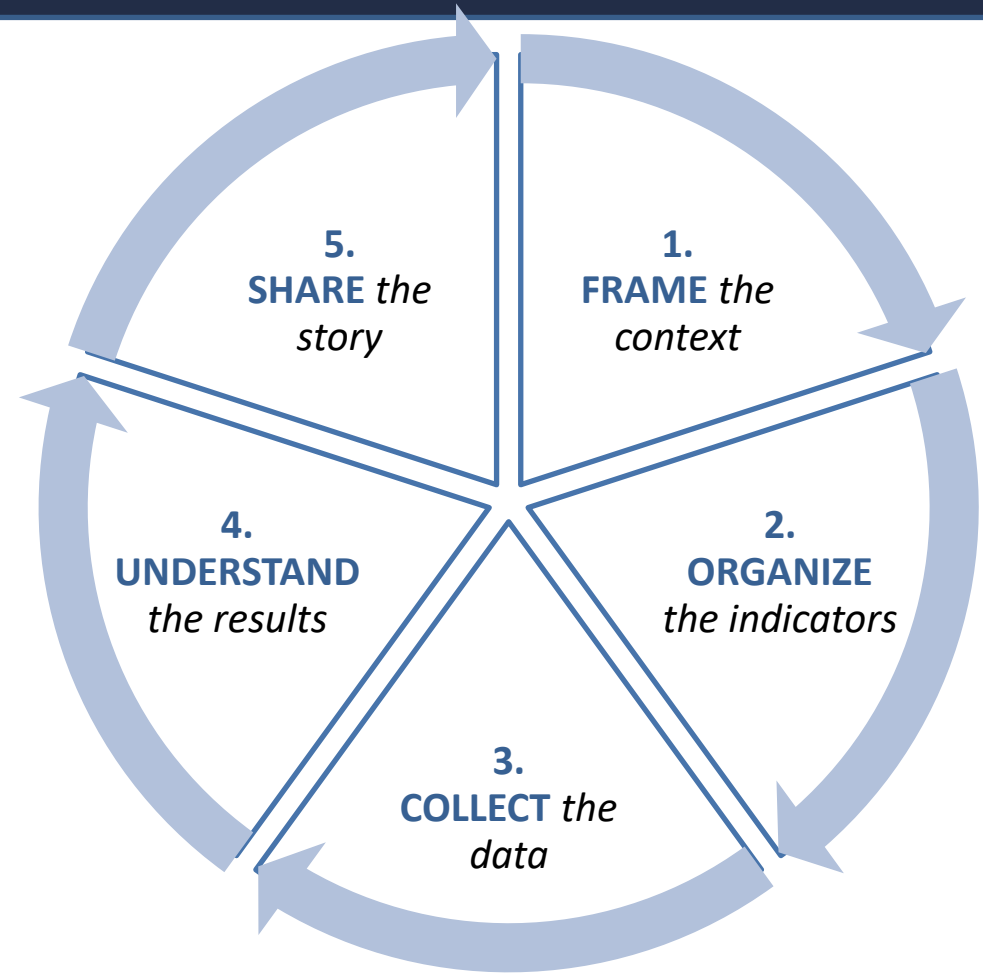 1.
FRAME the
context
2.
ORGANIZE
the indicators
3.
COLLECT the
data
4.
UNDERSTAND
the results
5.
SHARE the
story